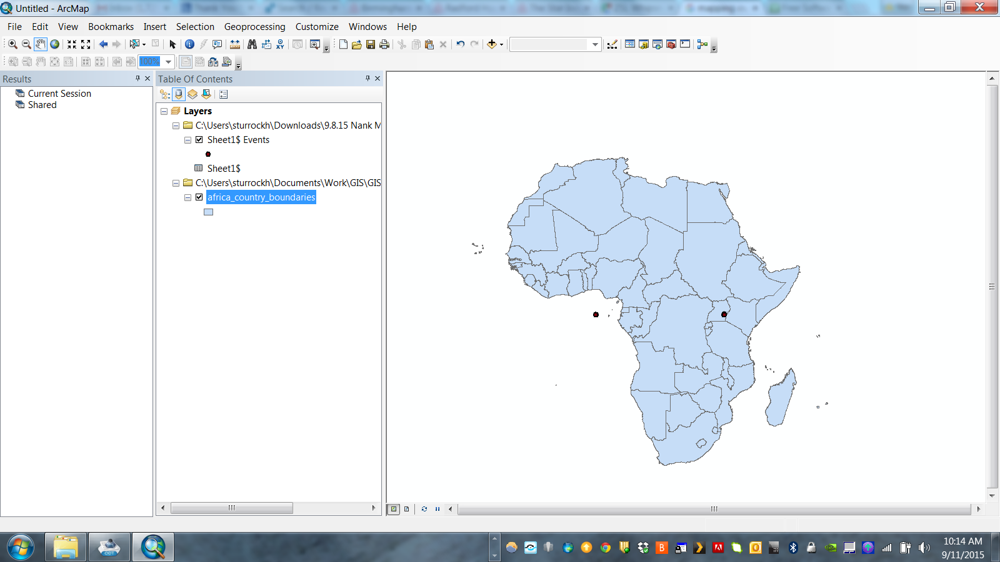 Untitled - ArcMap
File Edit View Bookmarks Insert Selection Geoprocessing Customize Windows Help
100%
Results
Current Session
Shared
Table Of Contents
Layers
C:\Users\sturrockh\Downloads\9.8.15 Nank M
Sheet1$ Events
Sheet1$
C:\Users\sturrockh\Documents\Work\GIS\GIS
africa_country_boundaries
10:14 AM
9/11/2015